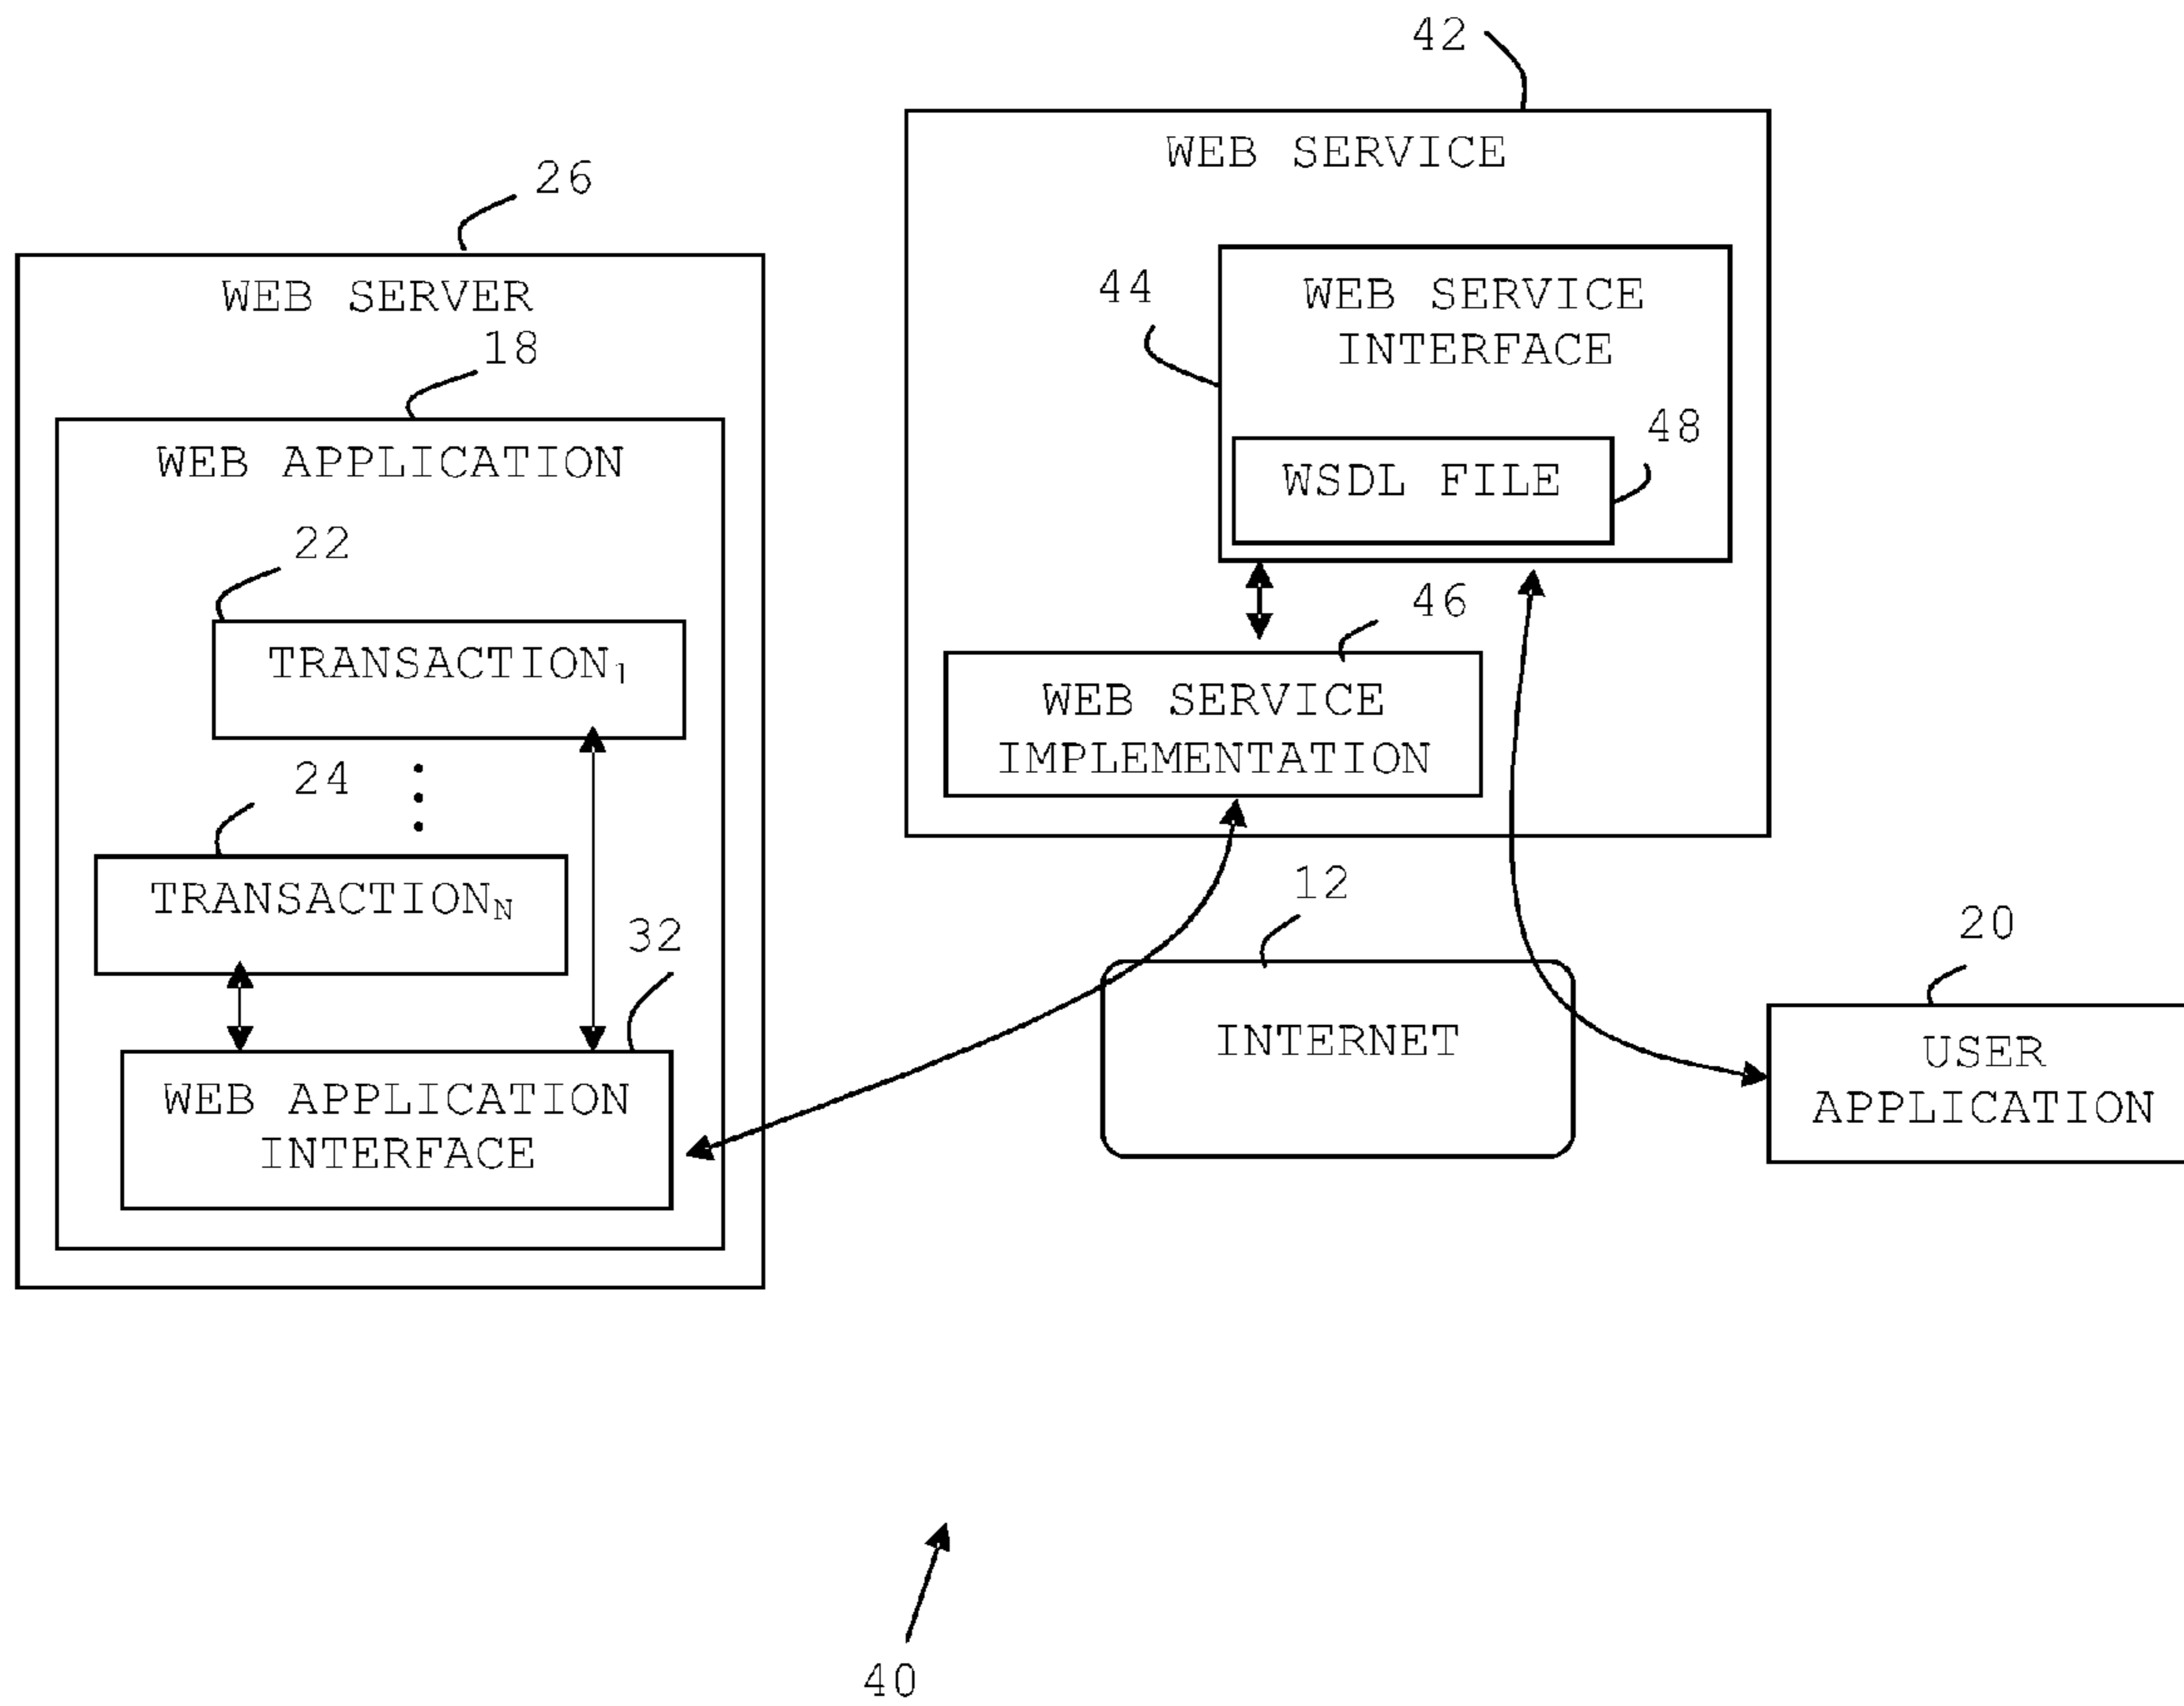 42
WEB SERVICE
26
WEB SERVER
44
WEB SERVICE
INTERFACE
18
WEB APPLICATION
48
WSDL FILE
22
46
TRANSACTION1
WEB SERVICE
IMPLEMENTATION
24
12
TRANSACTIONN
32
20
INTERNET
USER
APPLICATION
WEB APPLICATION
INTERFACE
40